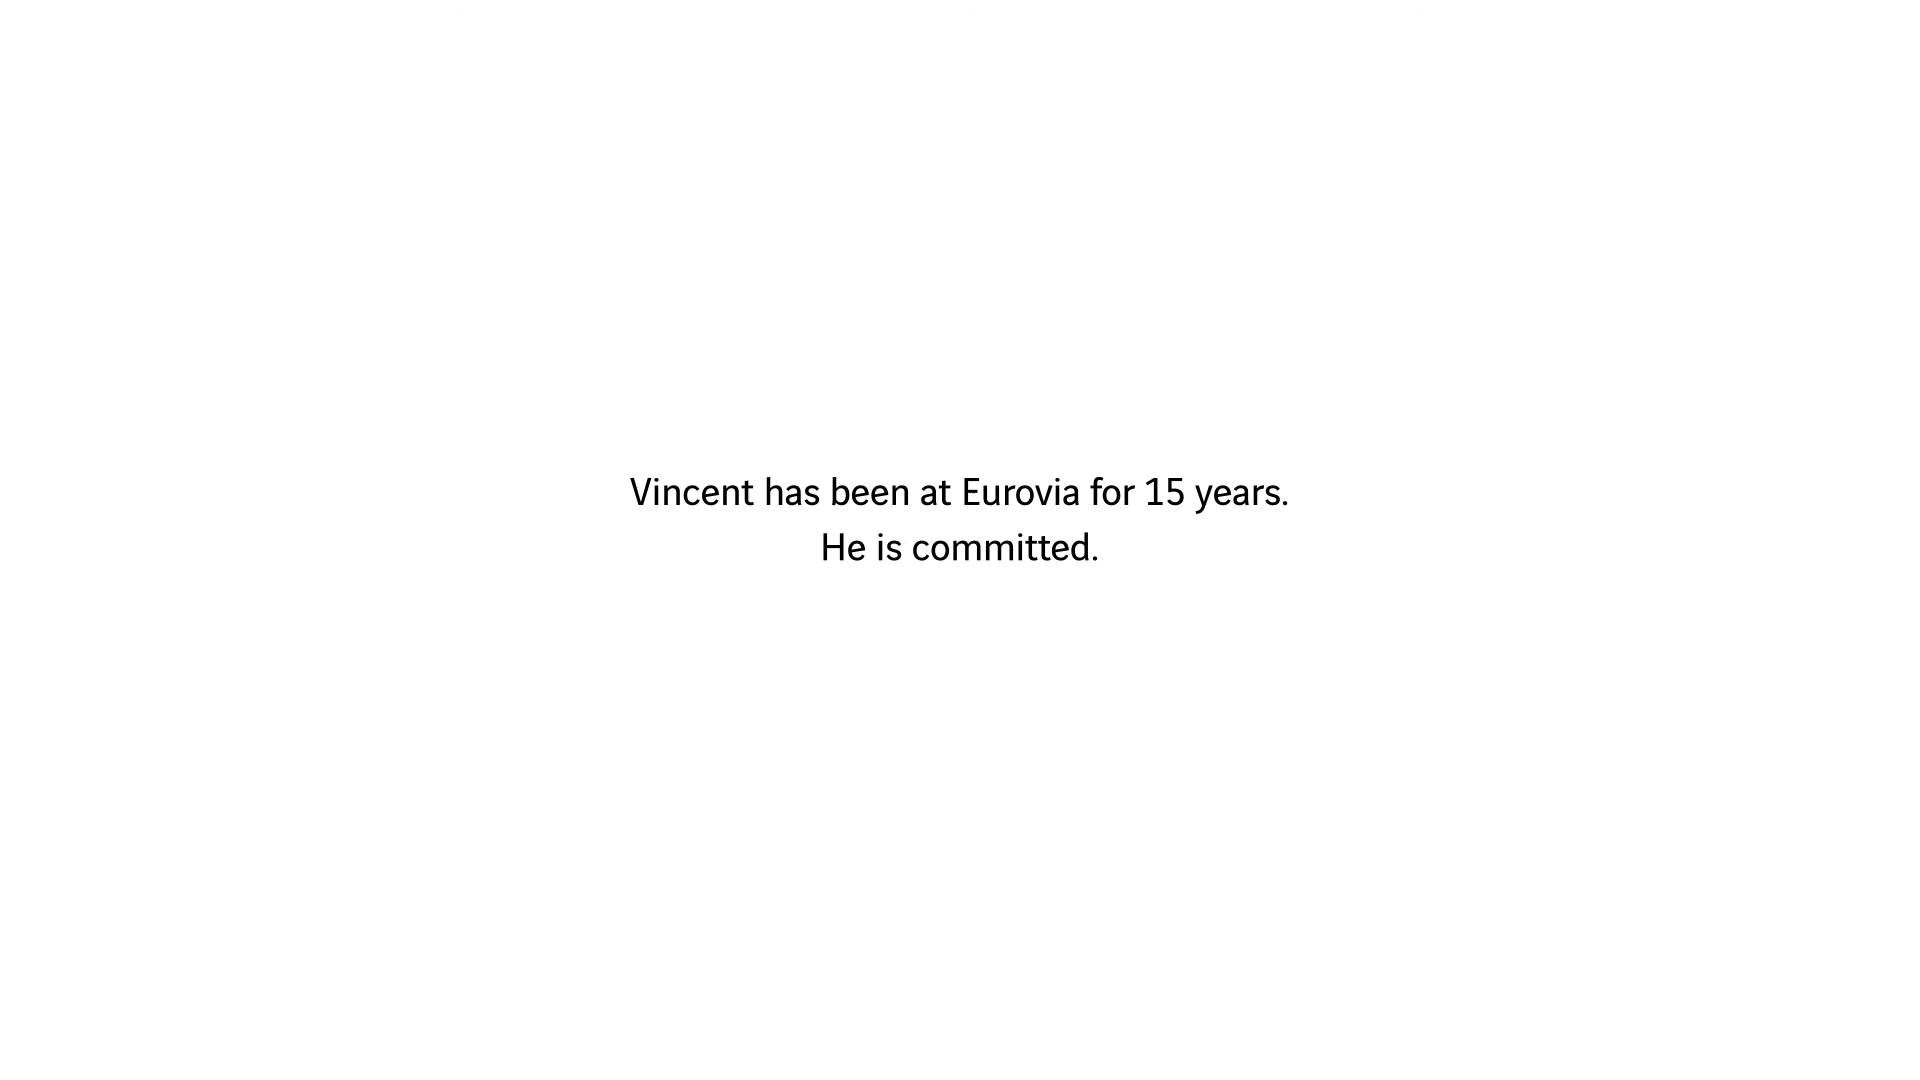 Vincent has been at Eurovia for 15 years.
He is committed.